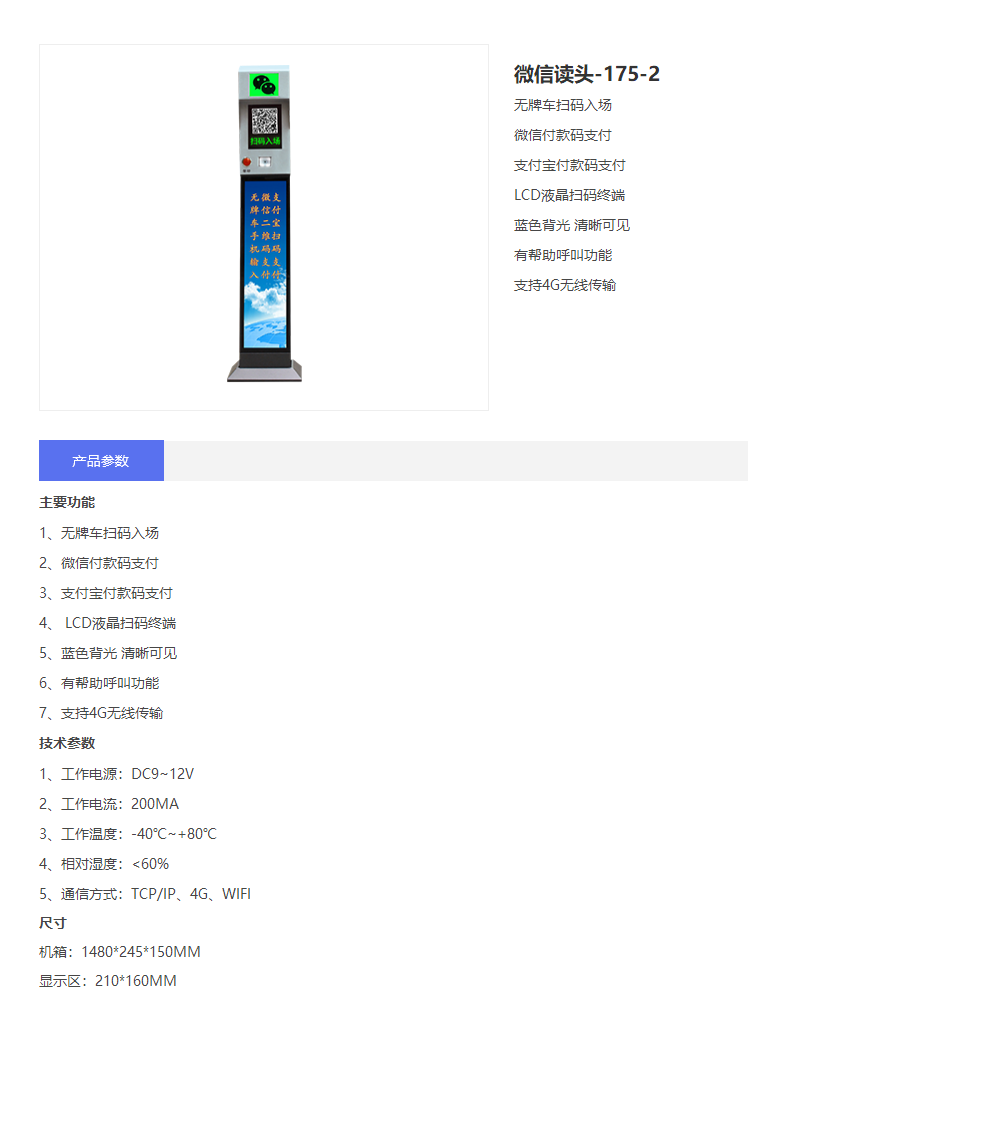 扫码入场
无微支
牌信付
车二宝
手维扫
机码码
输支支
入付付
微信读头-175-2
无牌车扫码入场
微信付款码支付
支付宝付款码支付
LCD液晶扫码终端
蓝色背光 清晰可见
有帮助呼叫功能
支持4G无线传输
产品参数
主要功能
1、无牌车扫码入场
2、微信付款码支付
3、支付宝付款码支付
4、 LCD液晶扫码终端
5、蓝色背光 清晰可见
6、有帮助呼叫功能
7、支持4G无线传输
技术参数
1、工作电源：DC9~12V
2、工作电流：200MA
3、工作温度：-40℃~+80℃
4、相对湿度：<60%
5、通信方式：TCP/IP、4G、WIFI
尺寸
机箱：1480*245*150MM
显示区：210*160MM